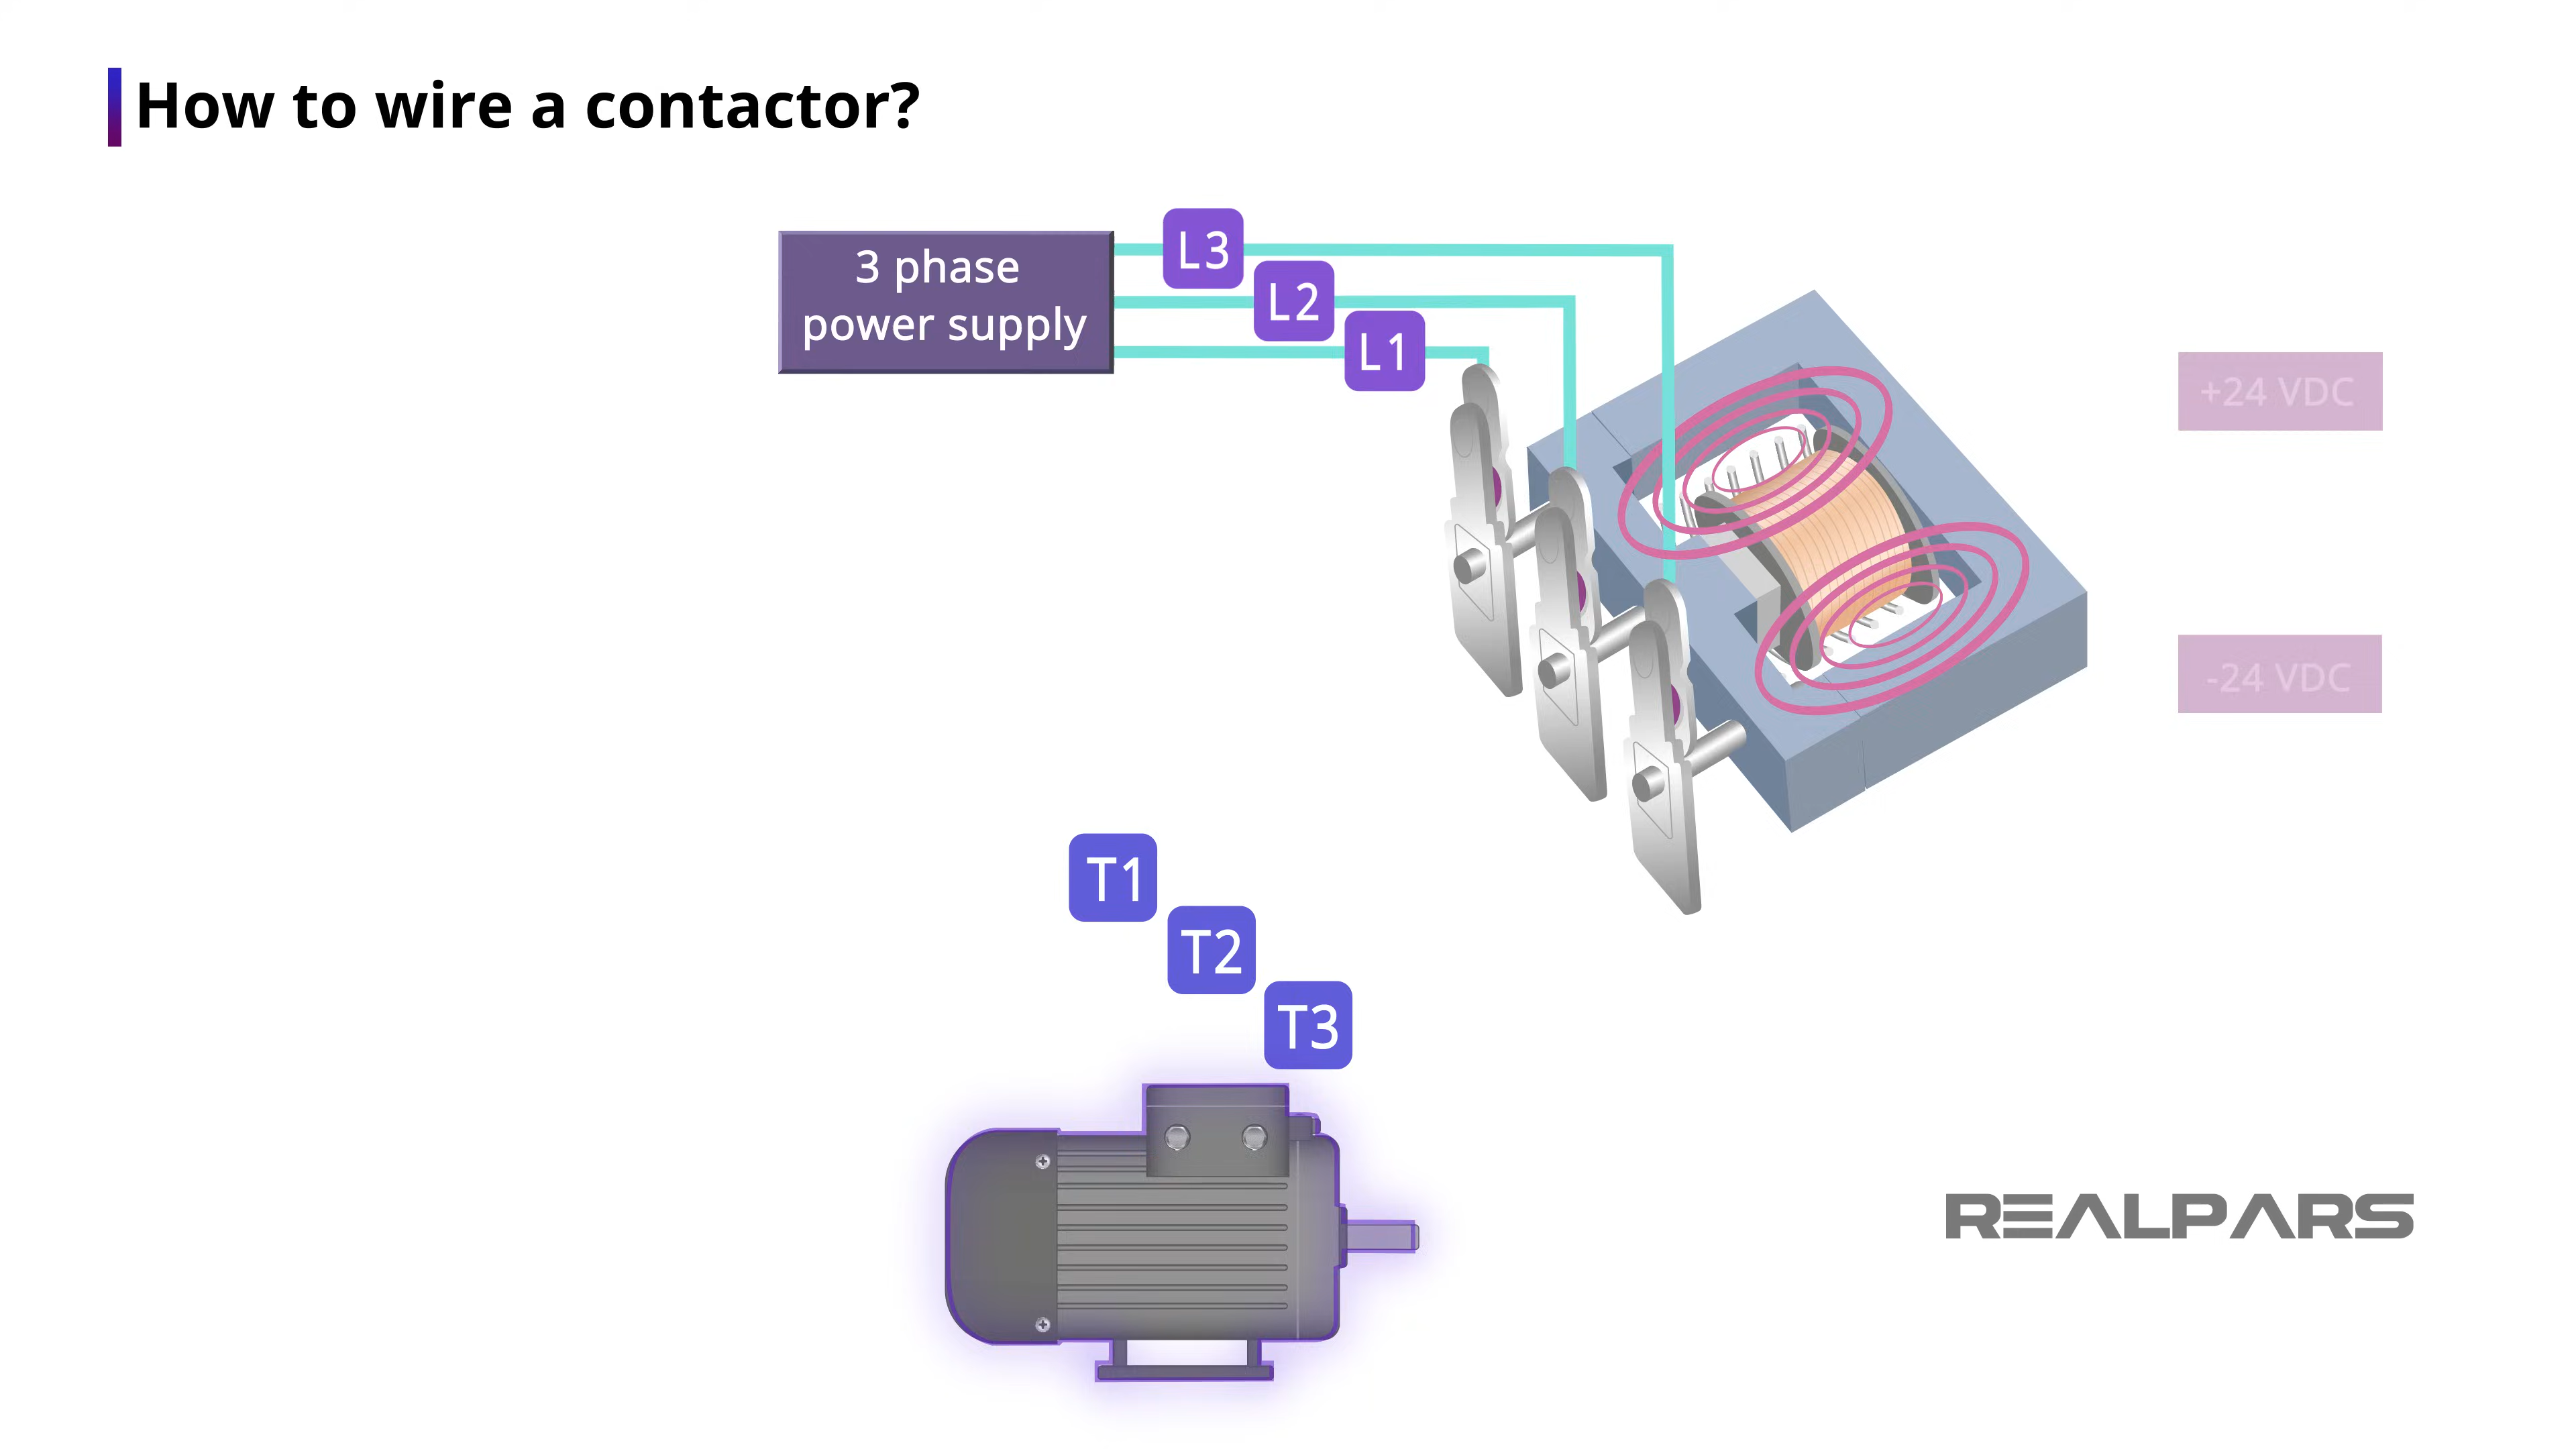 How to wire a contactor?
3 phase
power supply
L3
L2
L1
+24 VDC
-24 VDC
T1
T2
T3
REALPARS